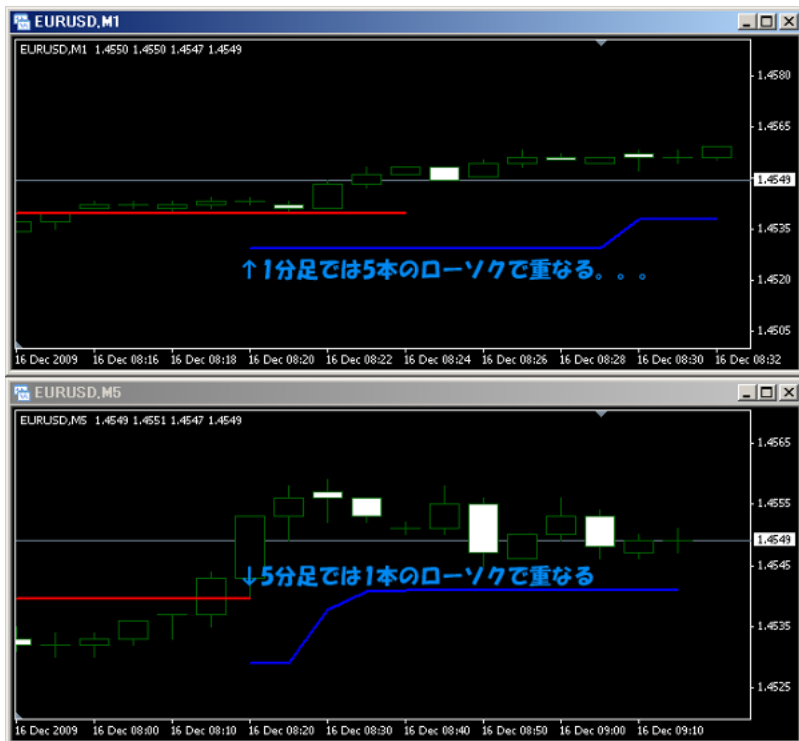 EURUSD,M1
EURUSD,M1 1.4550 1.4550 1.4547 1.4549
1.4580
1.4565
1.4549
1.4535
1.4520
1.4505
↑1分足では5本のローソクで重なる。。。
16 Dec 2009 16 Dec 08:16 16 Dec 08:18 16 Dec 08:20 16 Dec 08:22 16 Dec 08:24 16 Dec 08:26 16 Dec 08:28 16 Dec 08:30 16 Dec 08:32
EURUSD,M5
EURUSD,M5 1.4549 1.4551 1.4547 1.4549
1.4565
1.4555
1.4549
1.4545
↓5分足では1本のローソクで重なる
1.4535
1.4525
16 Dec 2009 16 Dec 08:00 16 Dec 08:10 16 Dec 08:20 16 Dec 08:30 16 Dec 08:40 16 Dec 08:50 16 Dec 09:00 16 Dec 09:10